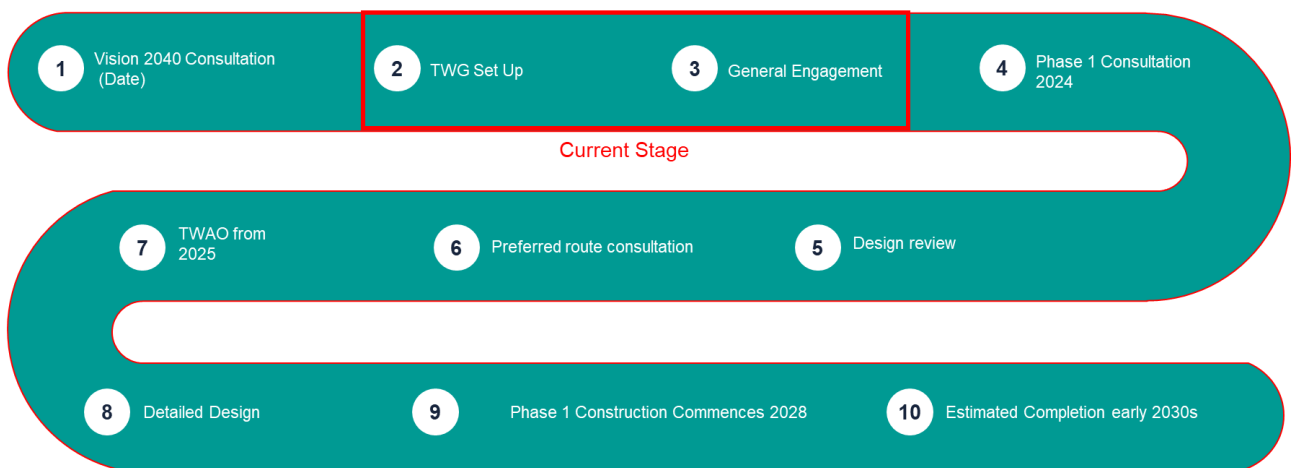 1
Vision 2040 Consultation
(Date)
2
TWG Set Up
3
General Engagement
4
Phase 1 Consultation
2024
Current Stage
5
Design review
6
Preferred route consultation
7
TWAO from
2025
8
Detailed Design
9
Phase 1 Construction Commences 2028
10
Estimated Completion early 2030s